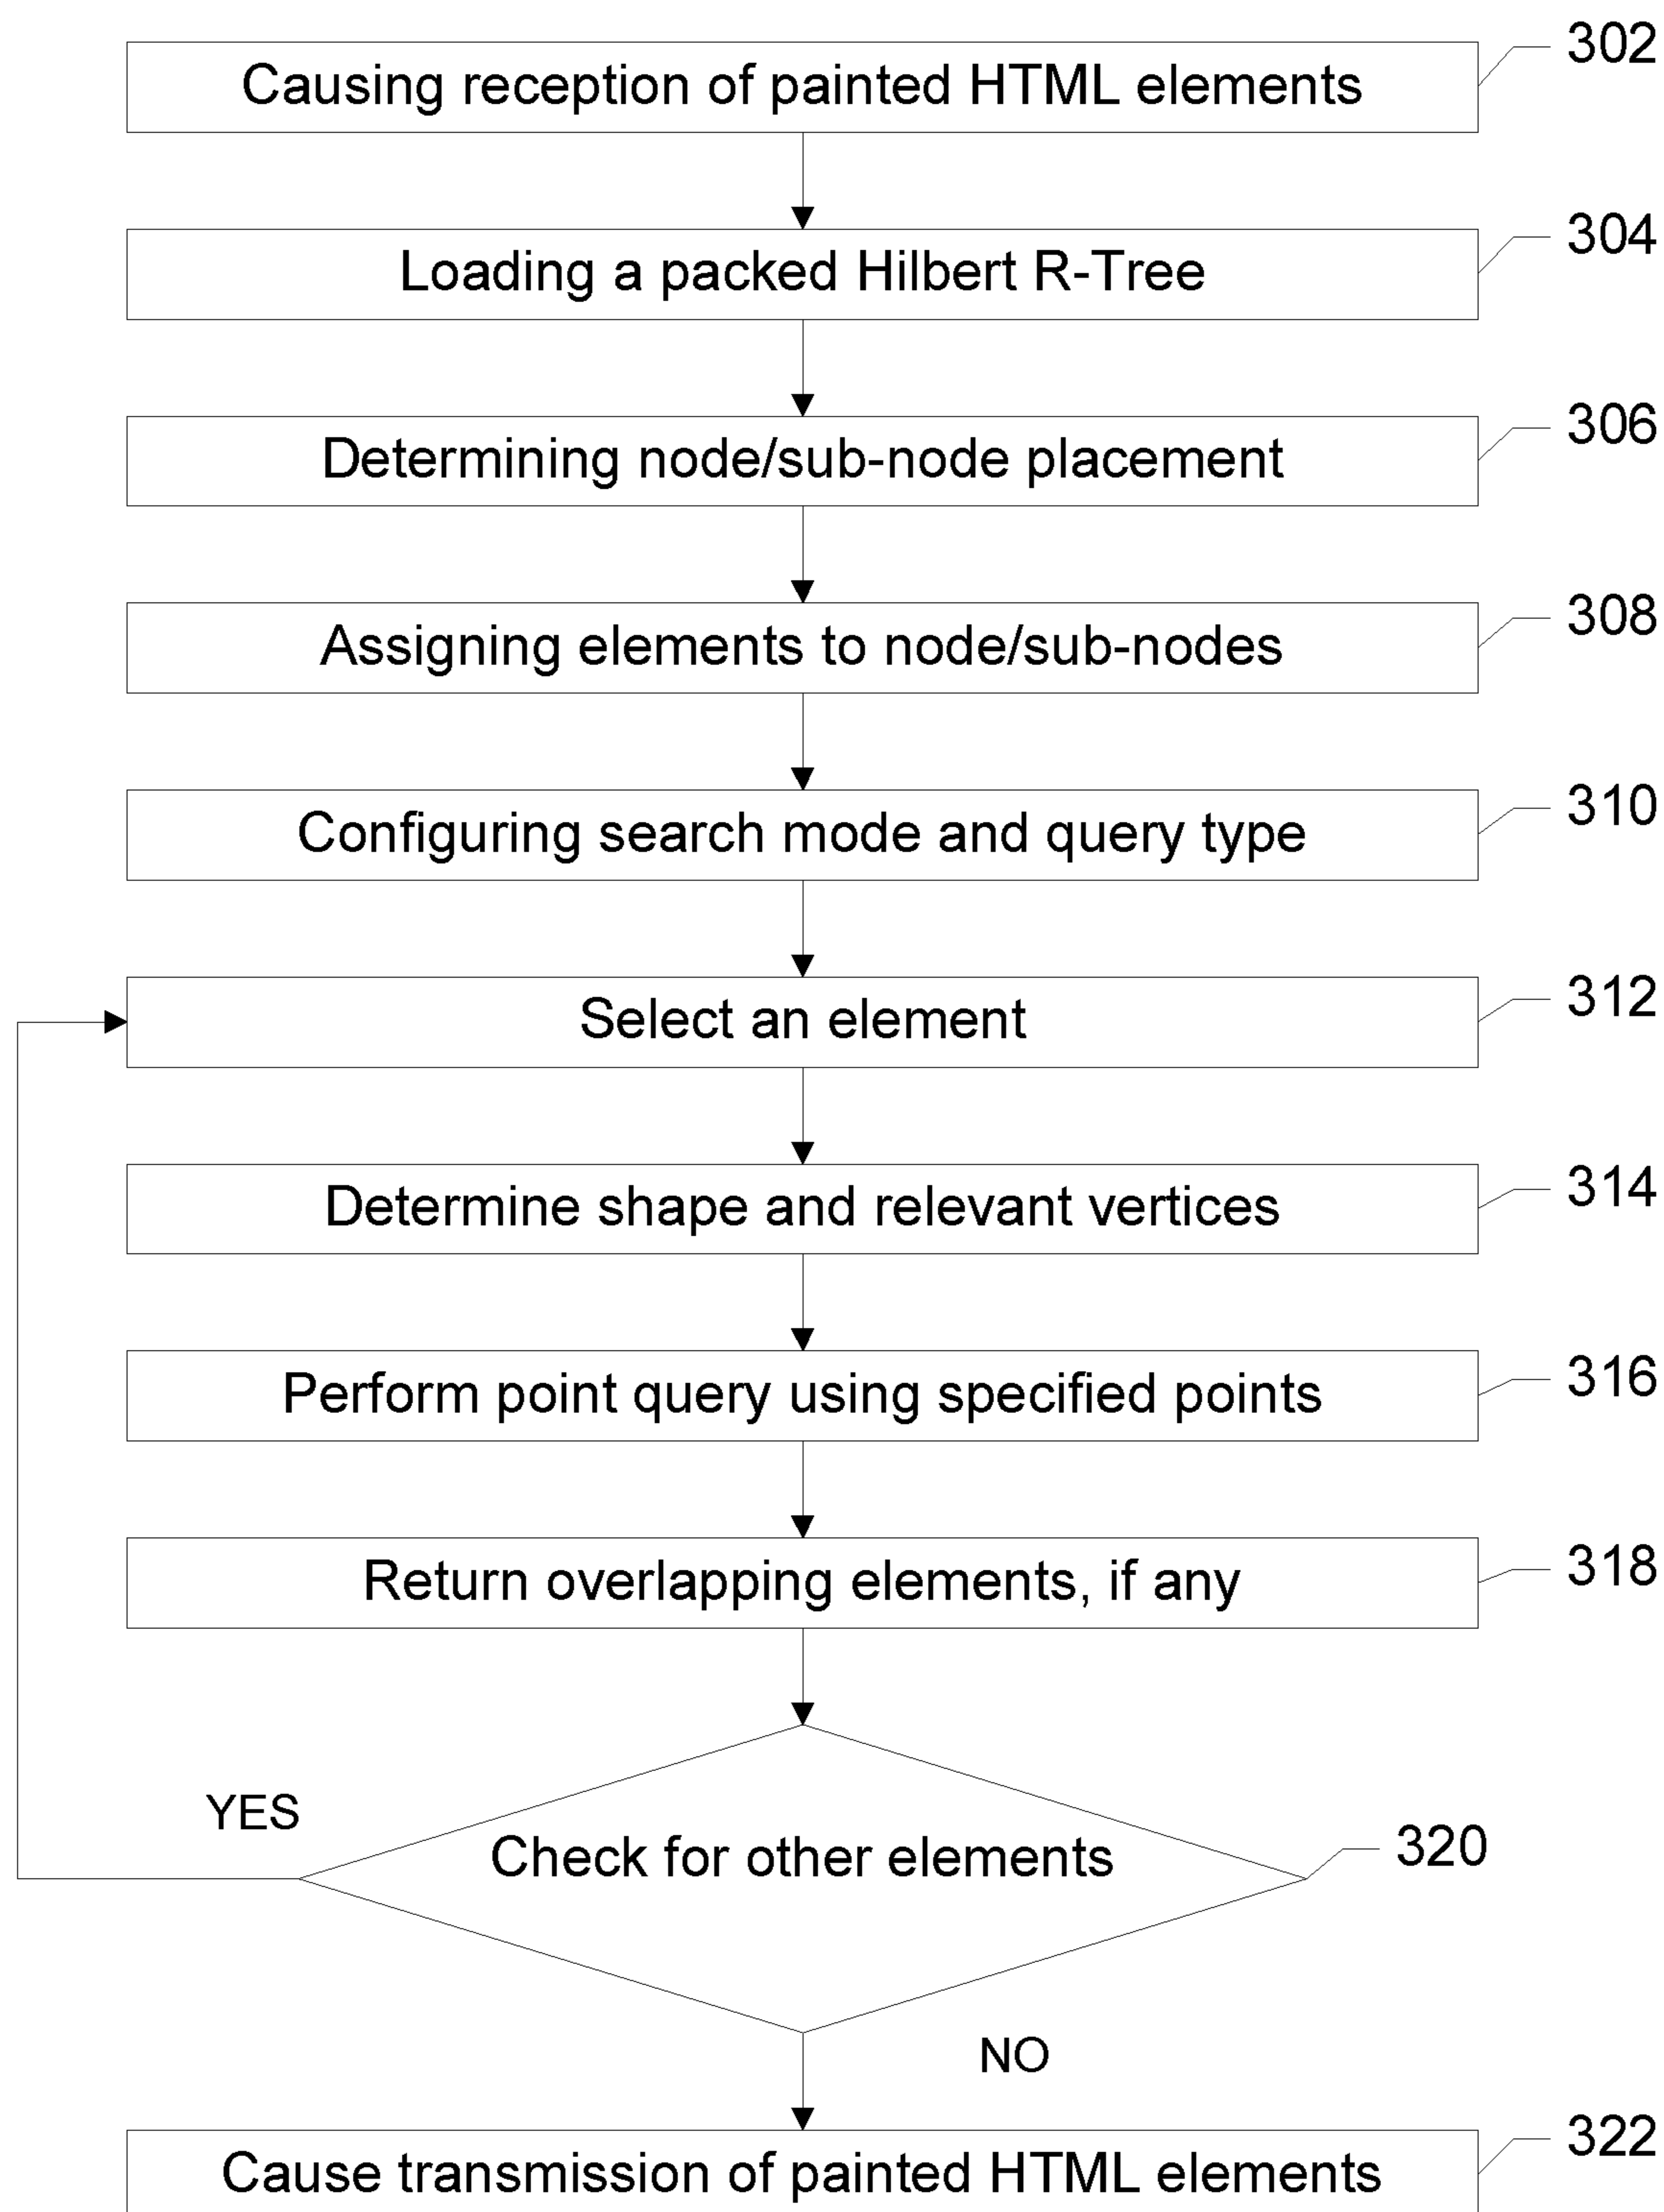 302
Causing reception of painted HTML elements
304
Loading a packed Hilbert R-Tree
306
Determining node/sub-node placement
308
Assigning elements to node/sub-nodes
310
Configuring search mode and query type
312
Select an element
314
Determine shape and relevant vertices
316
Perform point query using specified points
318
Return overlapping elements, if any
YES
320
Check for other elements
NO
322
Cause transmission of painted HTML elements